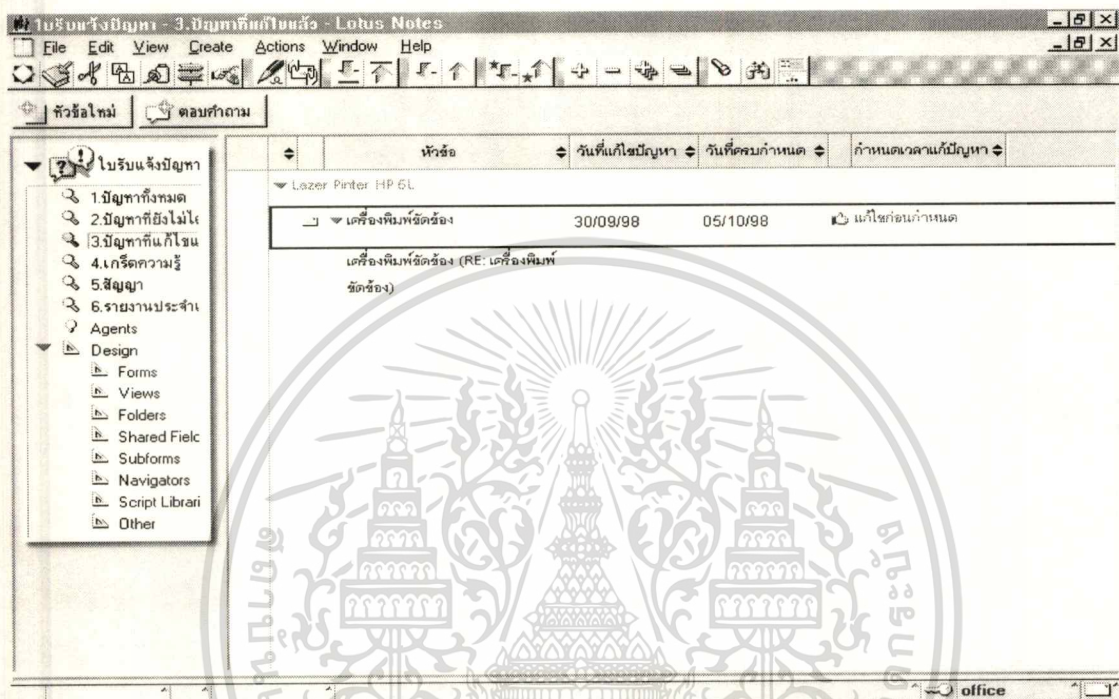 ใบรับแจ้งปัญหา - 3.ปัญหาที่แก้ไขแล้ว - Lotus Notes
File Edit View Create Actions Window Help
หัวข้อใหม่ ตอบคำถาม
ใบรับแจ้งปัญหา
1.ปัญหาทั้งหมด
2.ปัญหาที่ยังไม่ได้
3.ปัญหาที่แก้ไขแ
4.เกร็ดความรู้
5.สัญญา
6.รายงานประจำเ
Agents
Design
Forms
Views
Folders
Shared Fielc
Subforms
Navigators
Script Librari
Other
หัวข้อ วันที่แก้ไขปัญหา วันที่ครบกำหนด กำหนดเวลาแก้ปัญหา
Lazer Pinter HP 6L
เครื่องพิมพ์ขัดข้อง 30/09/98 05/10/98 แก้ไขก่อนกำหนด
เครื่องพิมพ์ขัดข้อง (RE: เครื่องพิมพ์
ขัดข้อง)
office